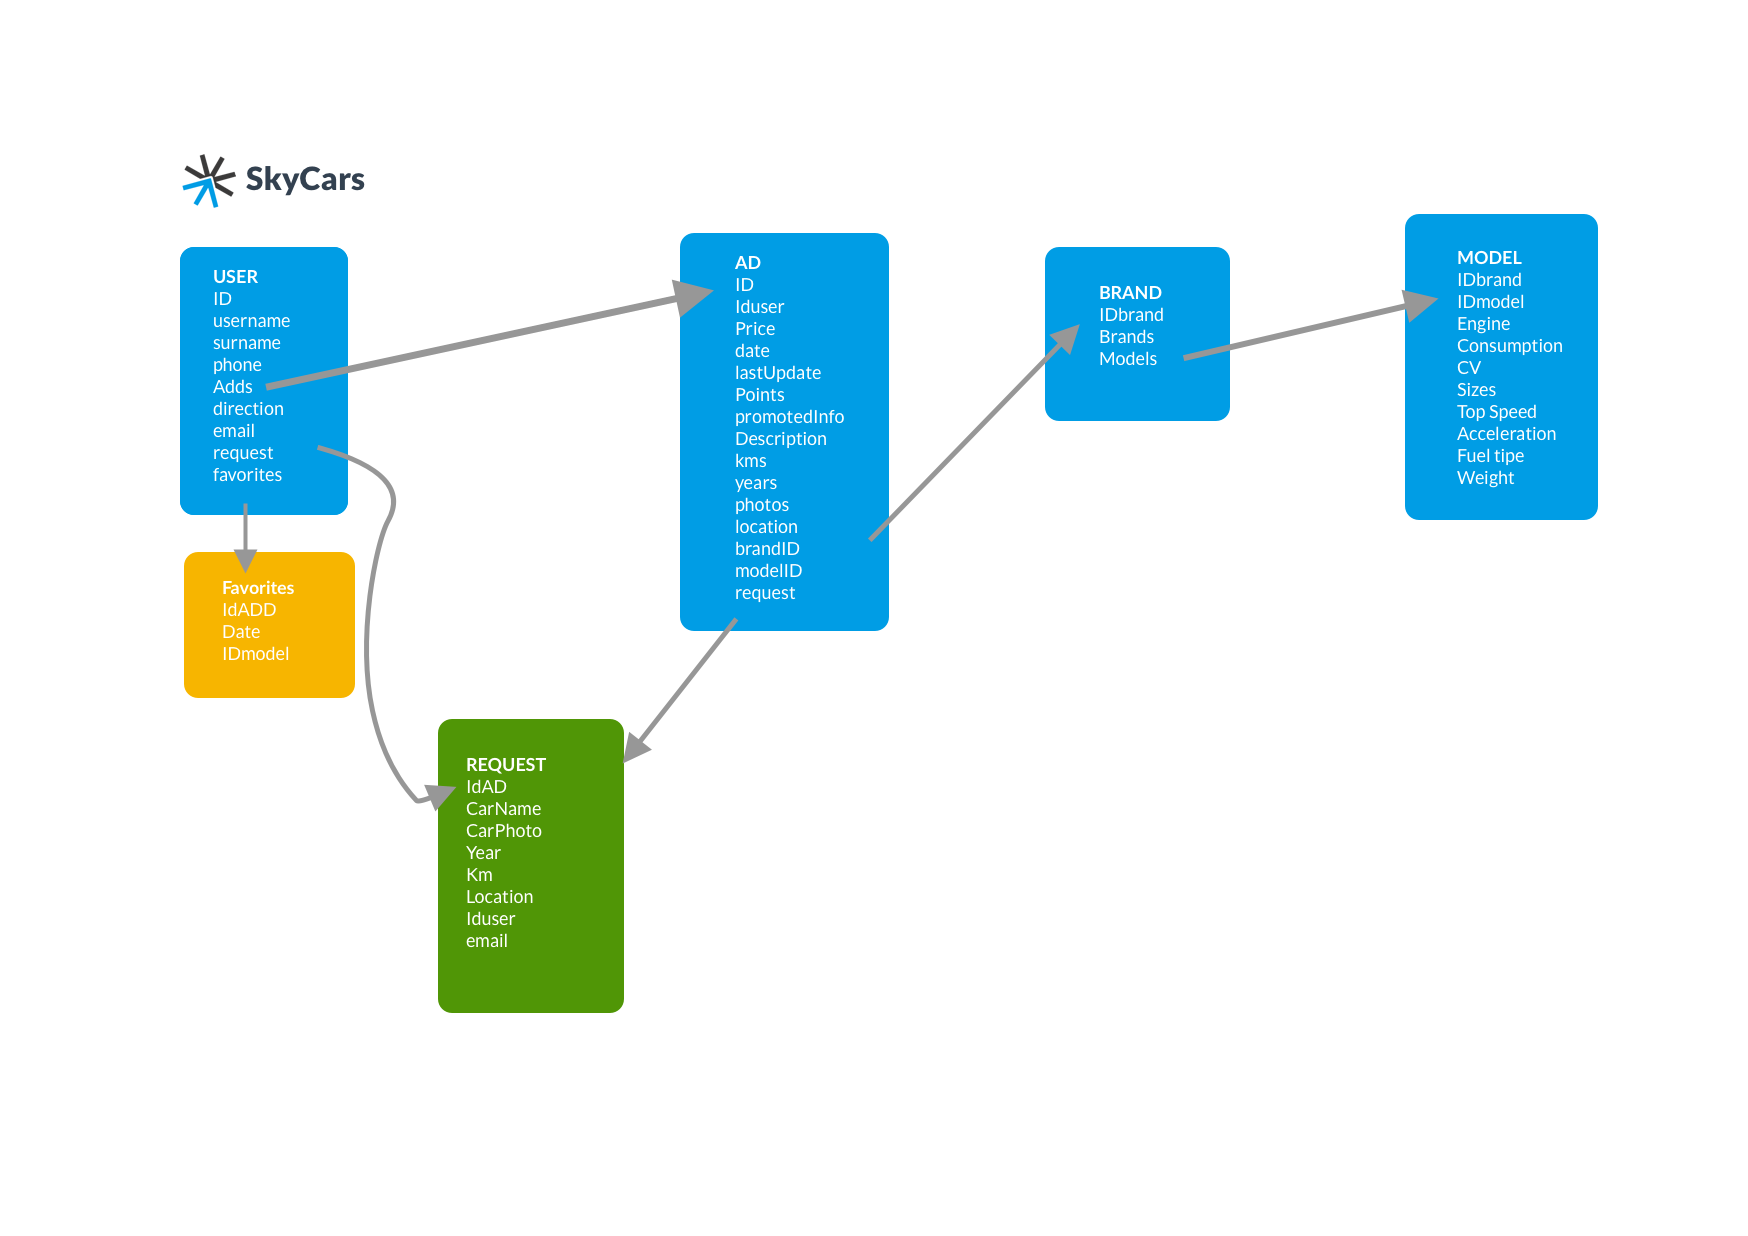 SkyCars
USER
ID
username
surname
phone
Adds
direction
email
request
favorites
Favorites
IdADD
Date
IDmodel
REQUEST
IdAD
CarName
CarPhoto
Year
Km
Location
Iduser
email
AD
ID
Iduser
Price
date
lastUpdate
Points
promotedInfo
Description
kms
years
photos
location
brandID
modelID
request
BRAND
IDbrand
Brands
Models
MODEL
IDbrand
IDmodel
Engine
Consumption
CV
Sizes
Top Speed
Acceleration
Fuel tipe
Weight